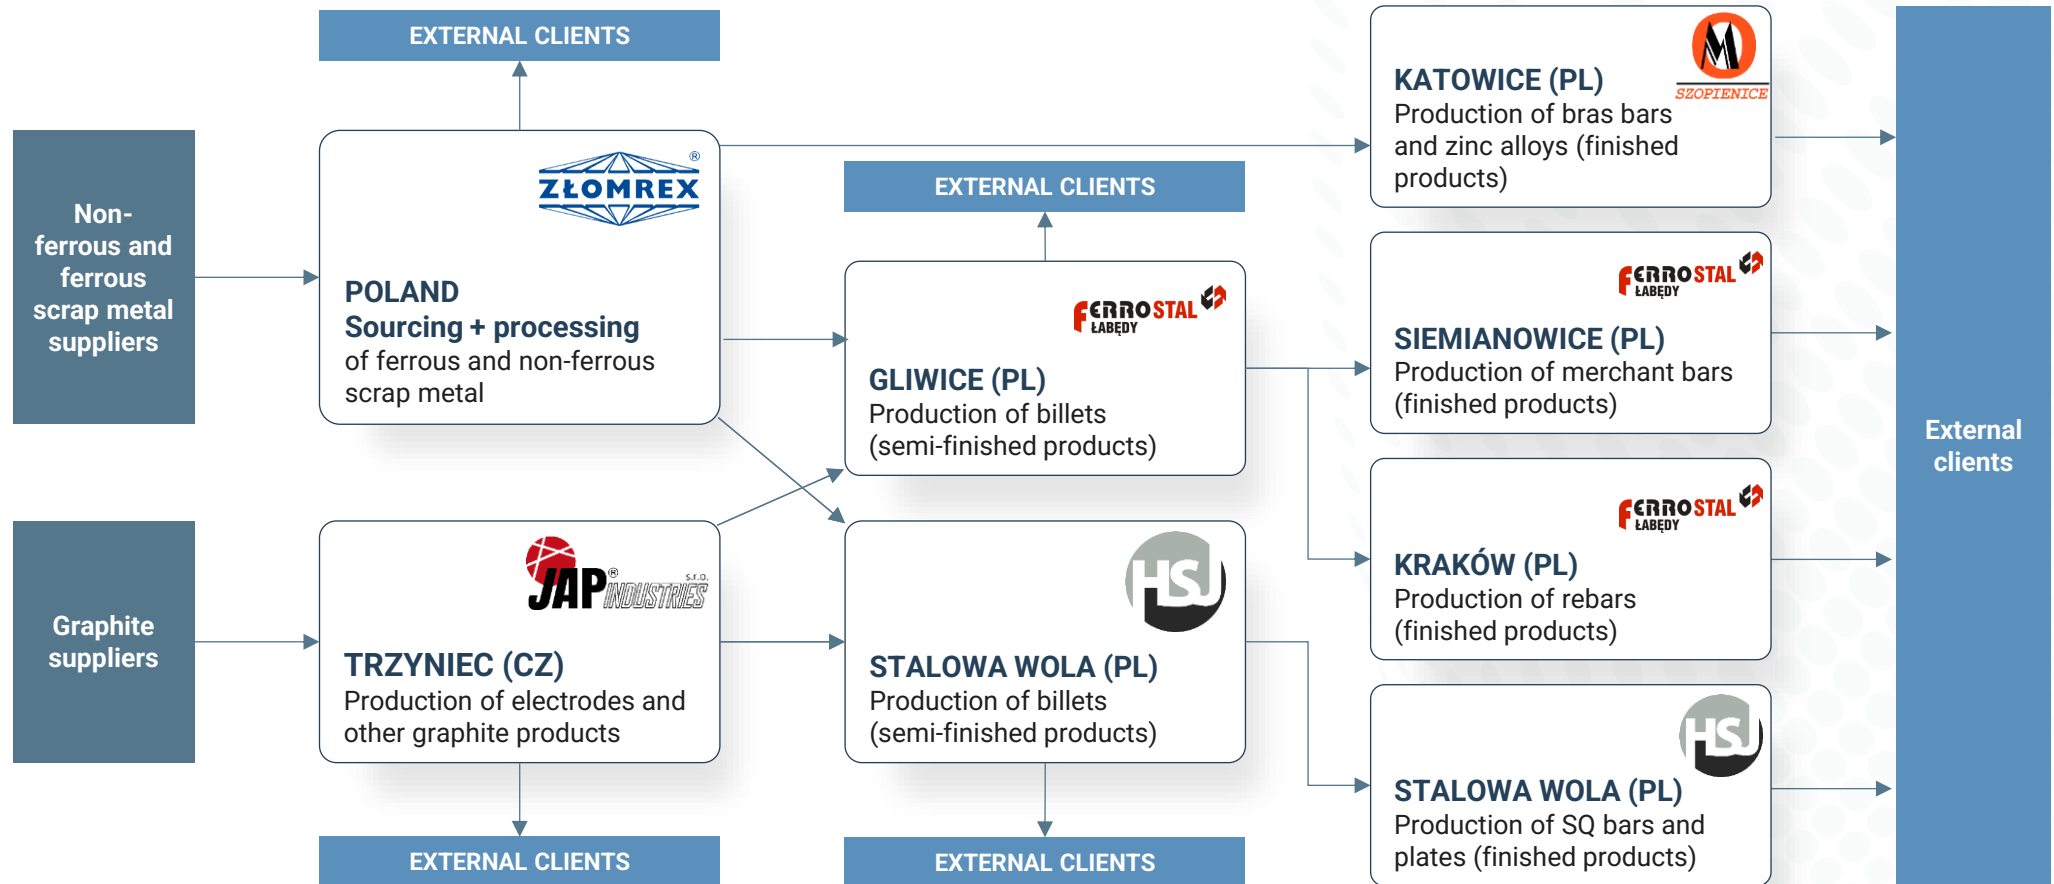 EXTERNAL CLIENTS
Non-
ferrous and
ferrous
scrap metal
suppliers
®
ZŁOMREX
POLAND
Sourcing + processing
of ferrous and non-ferrous
scrap metal
Graphite
suppliers
JAP®
INDUSTRIES
s.r.o.
TRZYNIEC (CZ)
Production of electrodes and
other graphite products
EXTERNAL CLIENTS
EXTERNAL CLIENTS
FERROSTAL
ŁABĘDY
GLIWICE (PL)
Production of billets
(semi-finished products)
HSJ
STALOWA WOLA (PL)
Production of billets
(semi-finished products)
EXTERNAL CLIENTS
SZOPIENICE
KATOWICE (PL)
Production of bras bars
and zinc alloys (finished
products)
FERROSTAL
ŁABĘDY
SIEMIANOWICE (PL)
Production of merchant bars
(finished products)
FERROSTAL
ŁABĘDY
KRAKÓW (PL)
Production of rebars
(finished products)
HSJ
STALOWA WOLA (PL)
Production of SQ bars and
plates (finished products)
External
clients